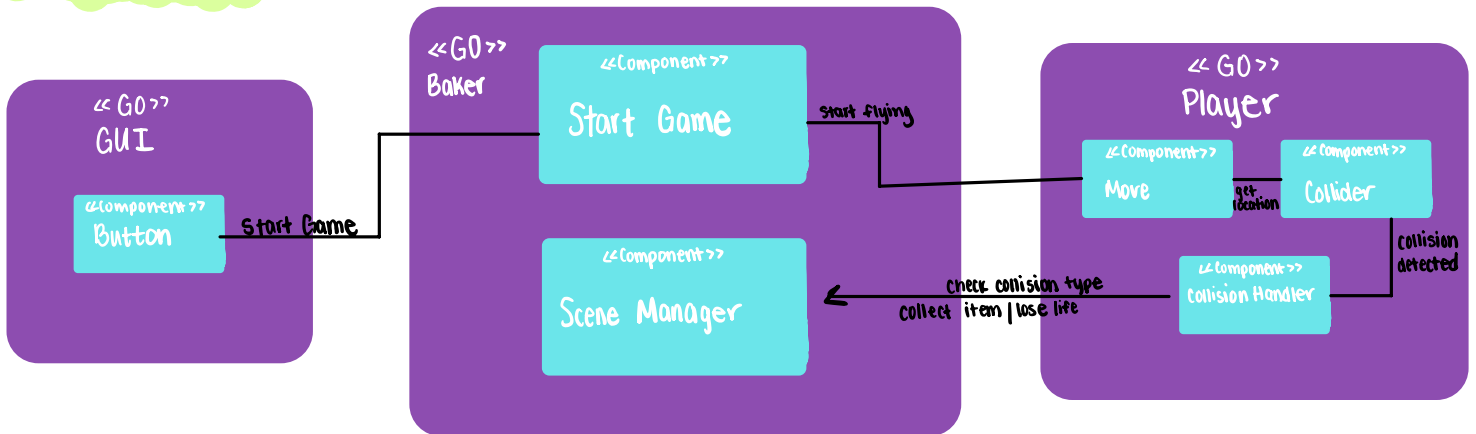 <<GO>>
GUI
<<Component>>
Button
Start Game
<<GO>>
Baker
<<Component>>
Start Game
<<Component>>
Scene Manager
start flying
<<GO>>
Player
<<Component>>
Move
get
location
<<Component>>
Collider
collision
detected
<<Component>>
Collision Handler
check collision type
collect item | lose life